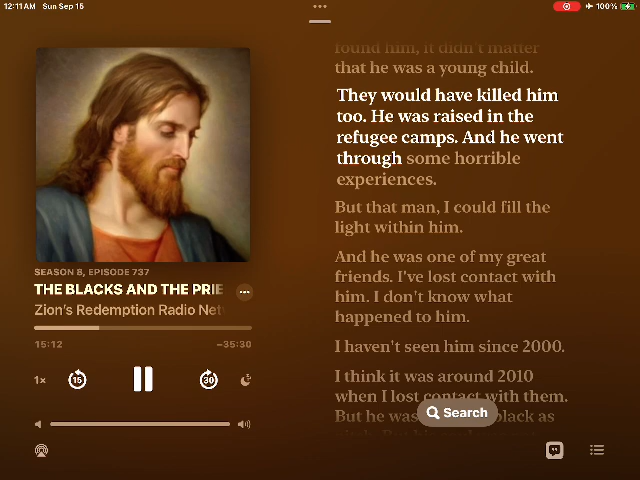 12:11AM Sun Sep 15
100%
found him, it didn't matter
that he was a young child.
They would have killed him
too. He was raised in the
refugee camps. And he went
through some horrible
experiences.
But that man, I could fill the
light within him.
And he was one of my great
friends. I've lost contact with
him. I don't know what
happened to him.
I haven't seen him since 2000.
I think it was around 2010
when I lost contact with them.
But he was black as
SEASON 8, EPISODE 737
THE BLACKS AND THE PRIE
Zion's Redemption Radio Net
15:12 −35:30
1× 15 30
Search